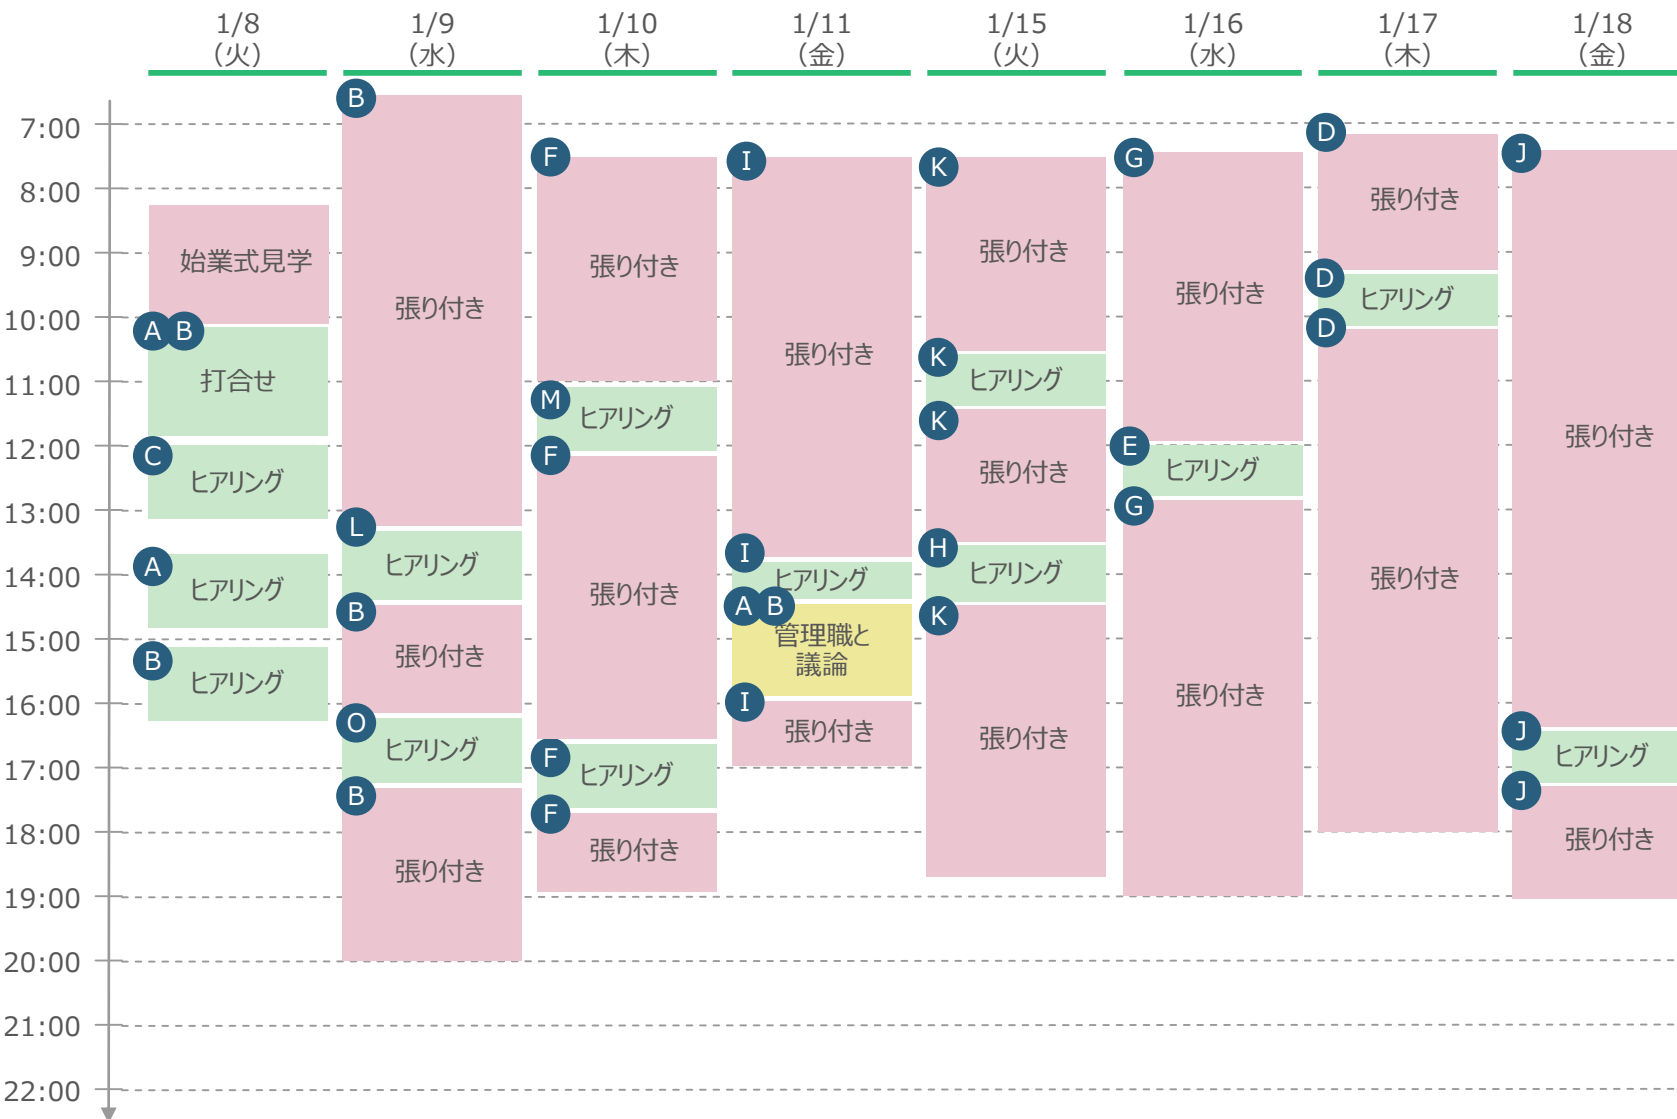 1/8
（火）
1/9
（水）
1/10
（木）
1/11
（金）
1/15
（火）
1/16
（水）
1/17
（木）
1/18
（金）
7:00
8:00
9:00
10:00
11:00
12:00
13:00
14:00
15:00
16:00
17:00
18:00
19:00
20:00
21:00
22:00
始業式見学
A B
打合せ
C
ヒアリング
A
ヒアリング
B
ヒアリング
B
張り付き
L
ヒアリング
B
張り付き
O
ヒアリング
B
張り付き
F
張り付き
M
ヒアリング
F
張り付き
F
ヒアリング
F
張り付き
I
張り付き
I
ヒアリング
A B
管理職と
議論
I
張り付き
K
張り付き
K
ヒアリング
K
張り付き
H
ヒアリング
K
張り付き
G
張り付き
E
ヒアリング
G
張り付き
D
張り付き
D
ヒアリング
D
張り付き
J
張り付き
J
ヒアリング
J
張り付き